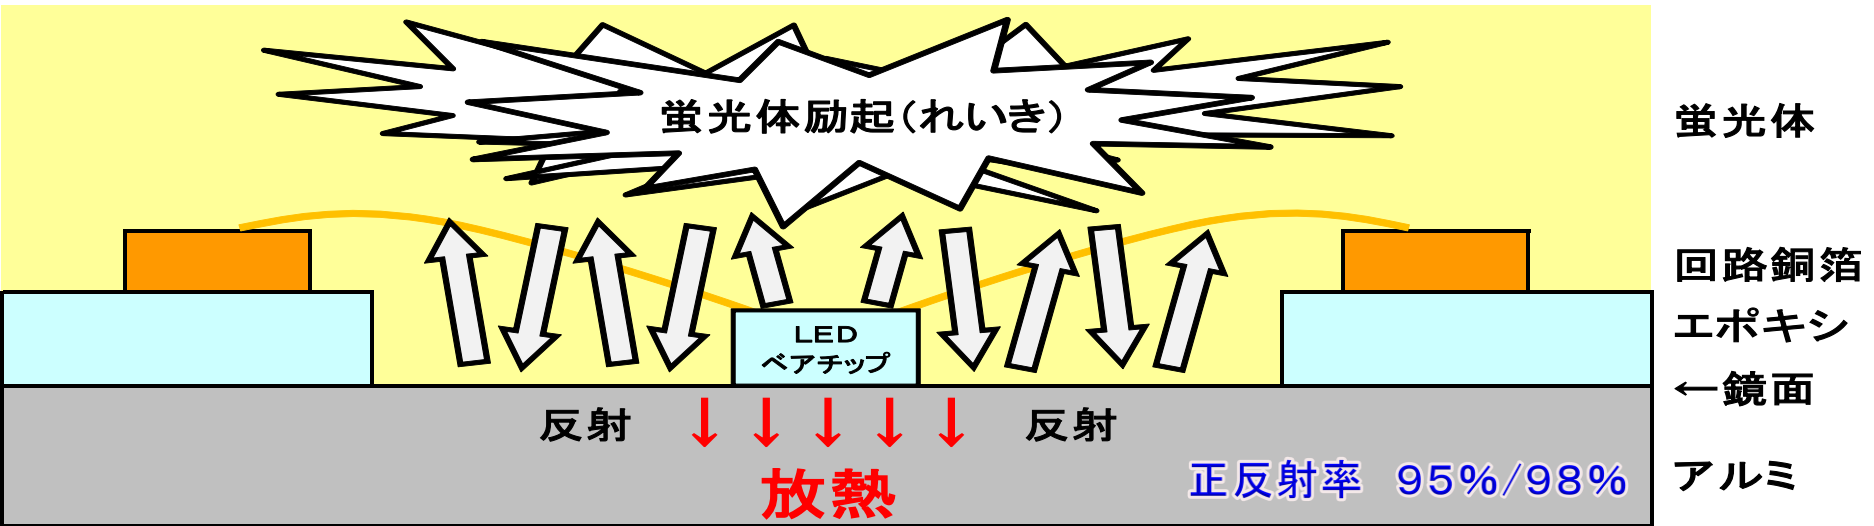 蛍光体励起(れいき)
蛍光体
回路銅箔
エポキシ
LED
ベアチップ
←鏡面
反射
反射
放熱
正反射率 95%/98%
アルミ